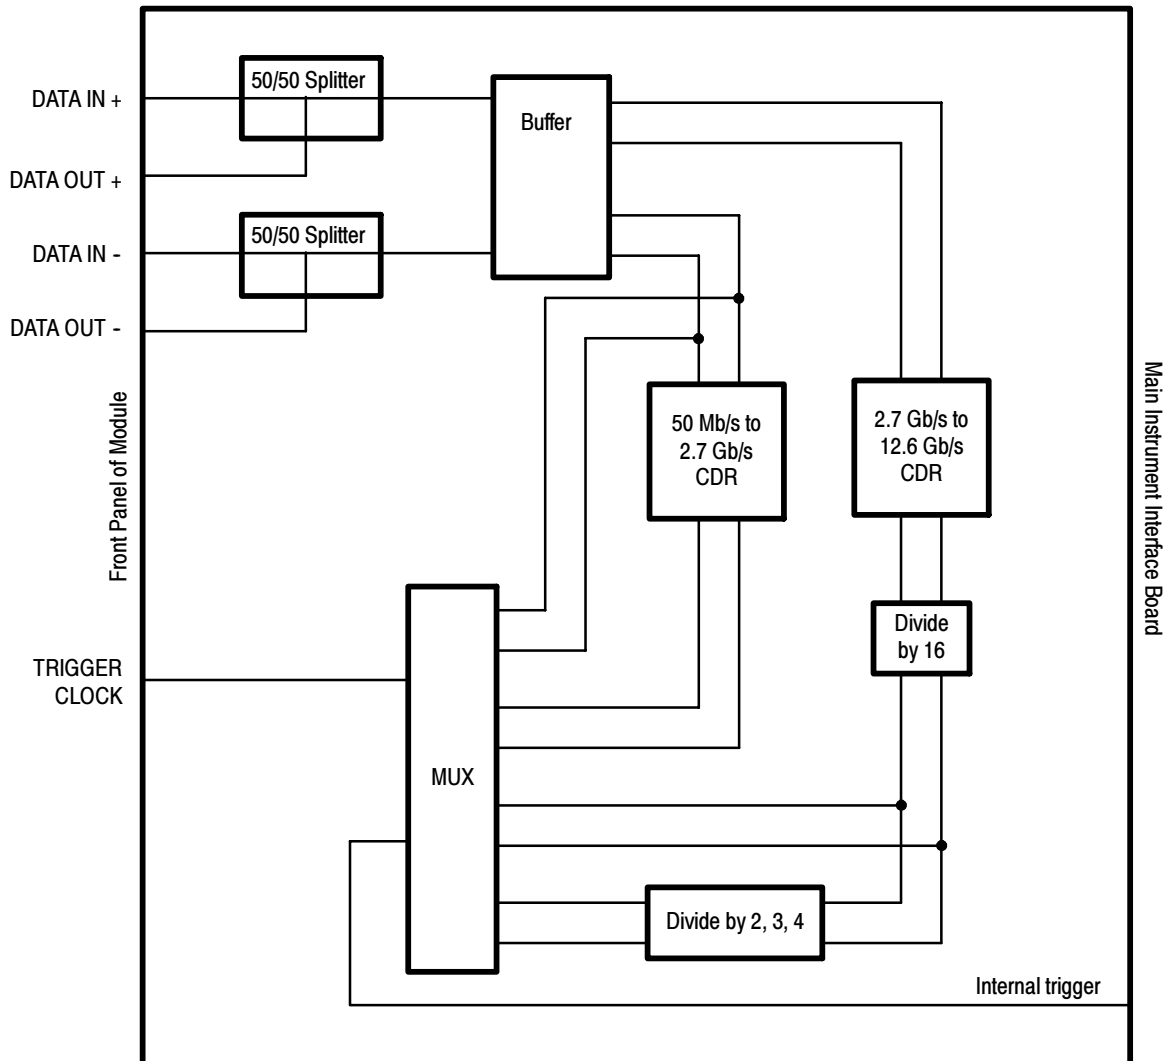 50/50 Splitter
DATA IN +
Buffer
DATA OUT +
50/50 Splitter
DATA IN -
DATA OUT -
Front Panel of Module
Main Instrument Interface Board
50 Mb/s to
2.7 Gb/s
CDR
2.7 Gb/s to
12.6 Gb/s
CDR
Divide
by 16
TRIGGER
CLOCK
MUX
Divide by 2, 3, 4
Internal trigger